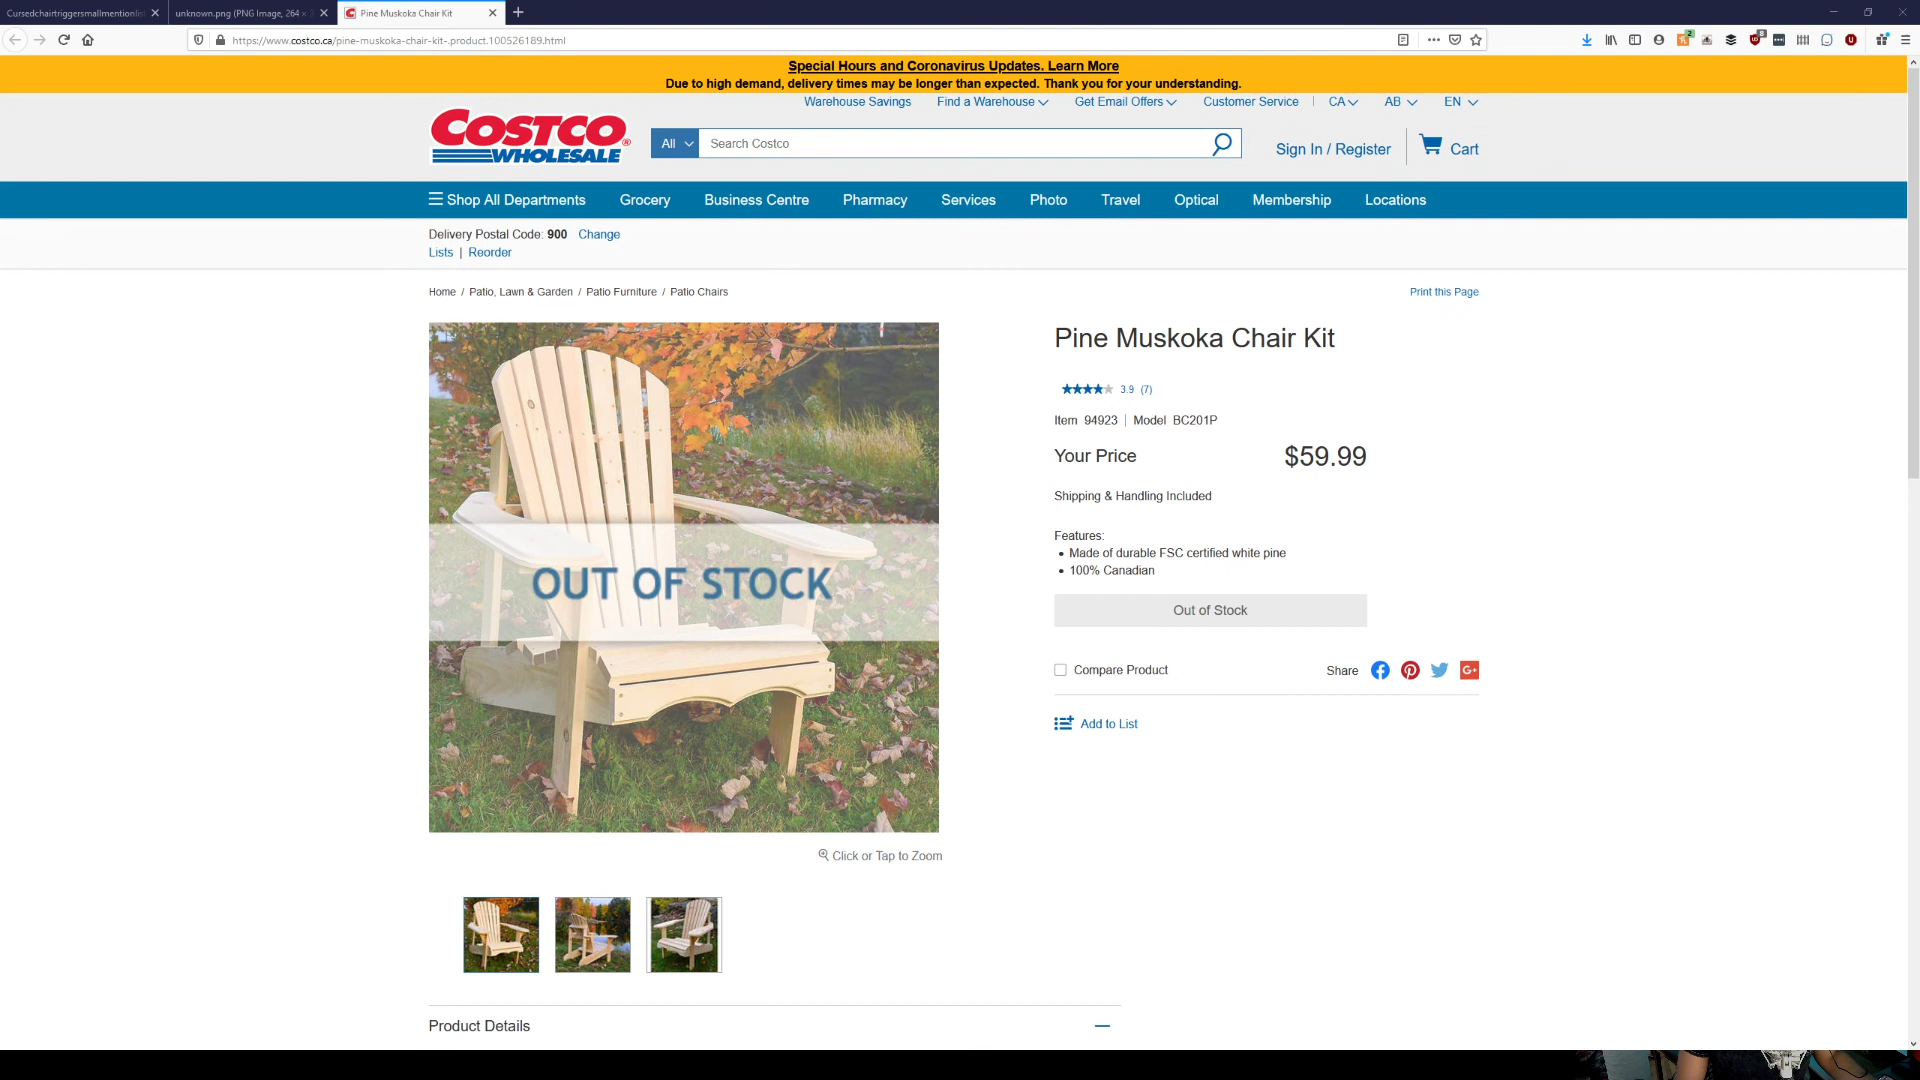 Cursedchairtriggersmallmentionlis
unknown.png (PNG Image, 264 ×
Pine Muskoka Chair Kit
https://www.costco.ca/pine-muskoka-chair-kit-.product.100526189.html
Special Hours and Coronavirus Updates. Learn More
Due to high demand, delivery times may be longer than expected. Thank you for your understanding.
Warehouse Savings Find a Warehouse Get Email Offers Customer Service CA AB EN
COSTCO
WHOLESALE
All Search Costco
Sign In / Register Cart
Shop All Departments Grocery Business Centre Pharmacy Services Photo Travel Optical Membership Locations
Delivery Postal Code: 900 Change
Lists | Reorder
Home / Patio, Lawn & Garden / Patio Furniture / Patio Chairs
Print this Page
OUT OF STOCK
Click or Tap to Zoom
Pine Muskoka Chair Kit
3.9 (7)
Item 94923 | Model BC201P
Your Price $59.99
Shipping & Handling Included
Features:
• Made of durable FSC certified white pine
• 100% Canadian
Out of Stock
Compare Product
Share
Add to List
Product Details